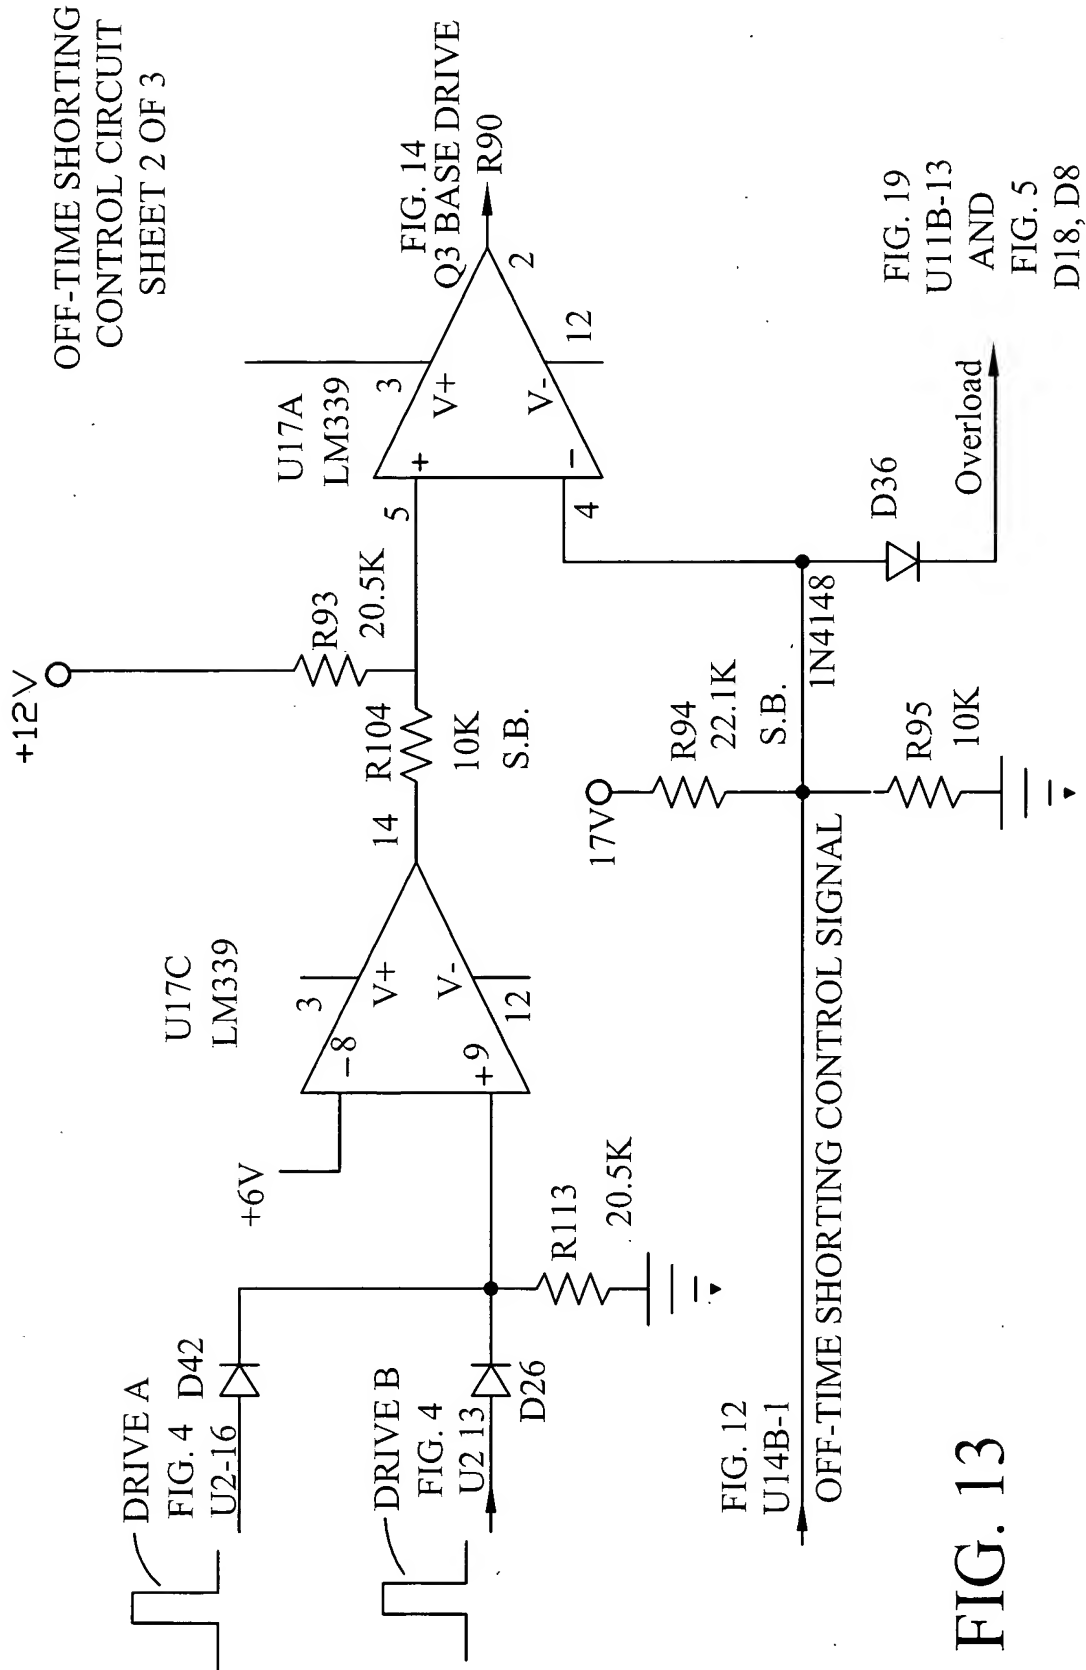 OFF-TIME SHORTING
CONTROL CIRCUIT
SHEET 2 OF 3
+12V
R93
20.5K
U17A
LM339
3
V+
+
5
FIG. 14
Q3 BASE DRIVE
R90
2
12
V-
−
4
U17C
LM339
3
V+
−8
V-
12
+9
14
R104
10K
S.B.
+6V
DRIVE A
FIG. 4
D42
U2-16
DRIVE B
FIG. 4
U2 13
D26
R113
20.5K
17V
R94
22.1K
S.B.
R95
10K
1N4148
D36
Overload
FIG. 19
U11B-13
AND
FIG. 5
D18, D8
FIG. 12
U14B-1
OFF-TIME SHORTING CONTROL SIGNAL
FIG. 13